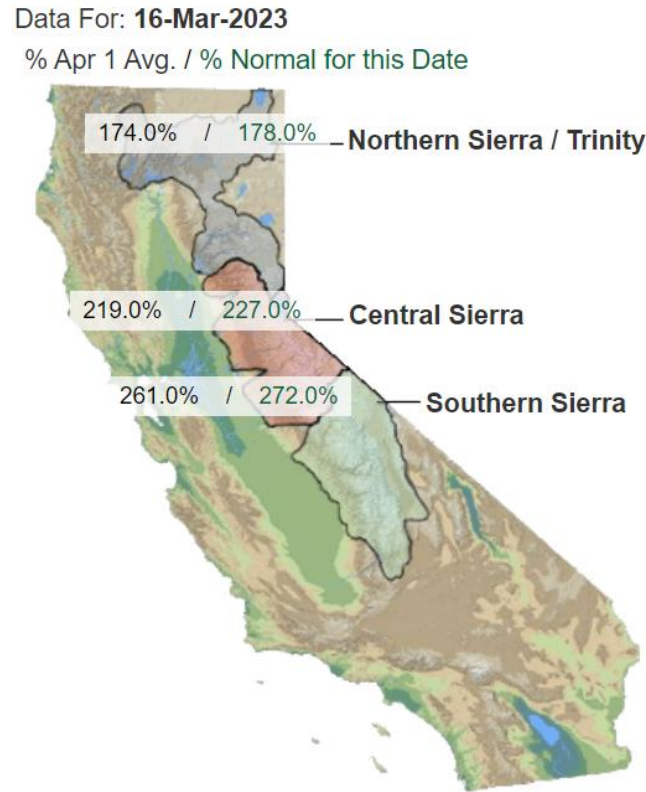 Data For: 16-Mar-2023
% Apr 1 Avg. / % Normal for this Date
174.0% / 178.0% Northern Sierra / Trinity
219.0% / 227.0% Central Sierra
261.0% / 272.0% Southern Sierra